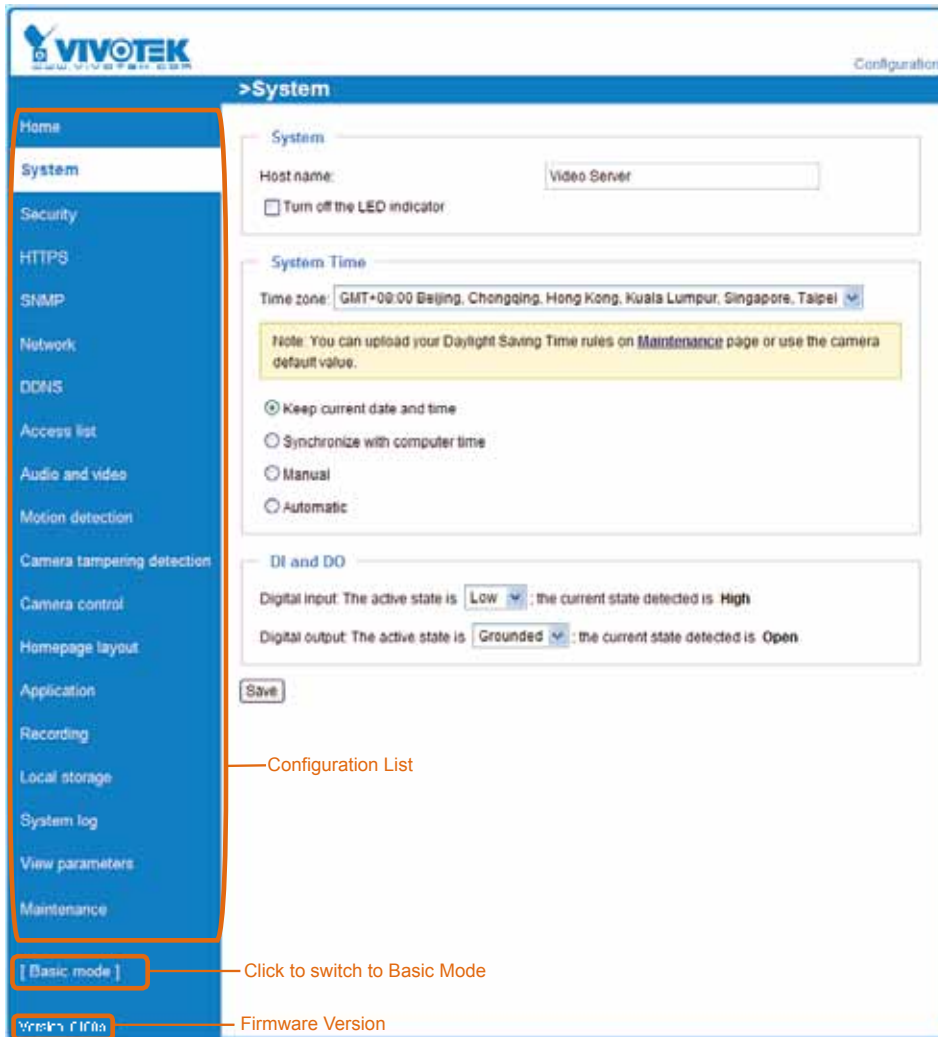 VIVOTEK
WWW.VIVOTEK.COM
Configuration
>System
Home
System
Security
HTTPS
SNMP
Network
DDNS
Access list
Audio and video
Motion detection
Camera tampering detection
Camera control
Homepage layout
Application
Recording
Local storage
System log
View parameters
Maintenance
[ Basic mode ]
Version
System
Host name:
Video Server
Turn off the LED indicator
System Time
Time zone: GMT+08:00 Beijing, Chongqing, Hong Kong, Kuala Lumpur, Singapore, Taipei
Note: You can upload your Daylight Saving Time rules on Maintenance page or use the camera
default value.
Keep current date and time
Synchronize with computer time
Manual
Automatic
DI and DO
Digital input: The active state is Low ; the current state detected is High
Digital output: The active state is Grounded ; the current state detected is Open
Save
Configuration List
Click to switch to Basic Mode
Firmware Version